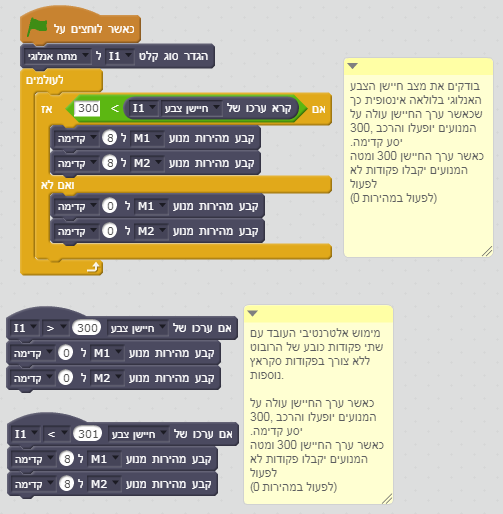 כאשר לוחצים על
הגדר סוג קלט I1 ל מתח אנלוגי
לעולמים
אם קרא ערכו של חיישן צבע I1 > 300 אז
קבע מהירות מנוע M1 ל 8 קדימה
קבע מהירות מנוע M2 ל 8 קדימה
ואם לא
קבע מהירות מנוע M1 ל 0 קדימה
קבע מהירות מנוע M2 ל 0 קדימה
בודקים את מצב חיישן הצבע
האנלוגי בלולאה אינסופית כך
שכאשר ערך החיישן עולה על
300, המנועים יופעלו והרכב
יסע קדימה.
כאשר ערך החיישן 300 ומטה
המנועים יקבלו פקודות לא
לפעול
(לפעול במהירות 0)
אם ערכו של חיישן צבע 300 < I1
קבע מהירות מנוע M1 ל 0 קדימה
קבע מהירות מנוע M2 ל 0 קדימה
אם ערכו של חיישן צבע 301 > I1
קבע מהירות מנוע M1 ל 8 קדימה
קבע מהירות מנוע M2 ל 8 קדימה
מימוש אלטרנטיבי העובד עם
שתי פקודות כובע של הרובוט
ללא צורך בפקודות סקראץ
נוספות.
כאשר ערך החיישן עולה על
300, המנועים יופעלו והרכב
יסע קדימה.
כאשר ערך החיישן 300 ומטה
המנועים יקבלו פקודות לא
לפעול
(לפעול במהירות 0)